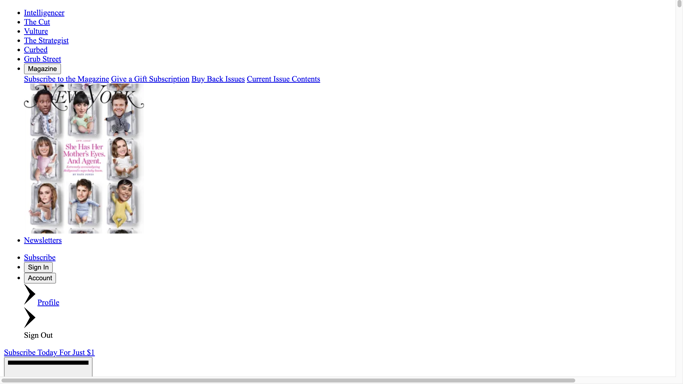 Intelligencer
The Cut
Vulture
The Strategist
Curbed
Grub Street
Magazine
Subscribe to the Magazine Give a Gift Subscription Buy Back Issues Current Issue Contents
NEW YORK
She Has Her
Mother's Eyes.
And Agent.
Newsletters
Subscribe
Sign In
Account
Profile
Sign Out
Subscribe Today For Just $1